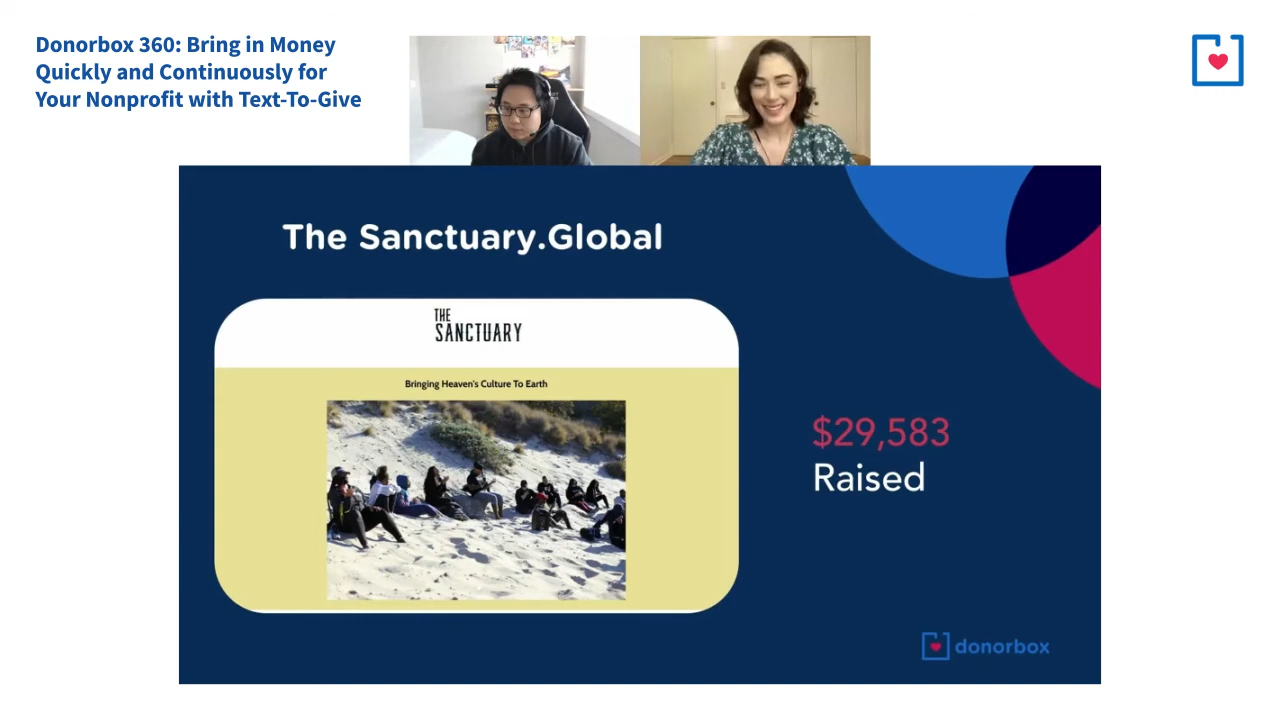 Donorbox 360: Bring in Money
Quickly and Continuously for
Your Nonprofit with Text-To-Give
The Sanctuary.Global
THE
SANCTUARY
Bringing Heaven's Culture To Earth
$29,583
Raised
donorbox